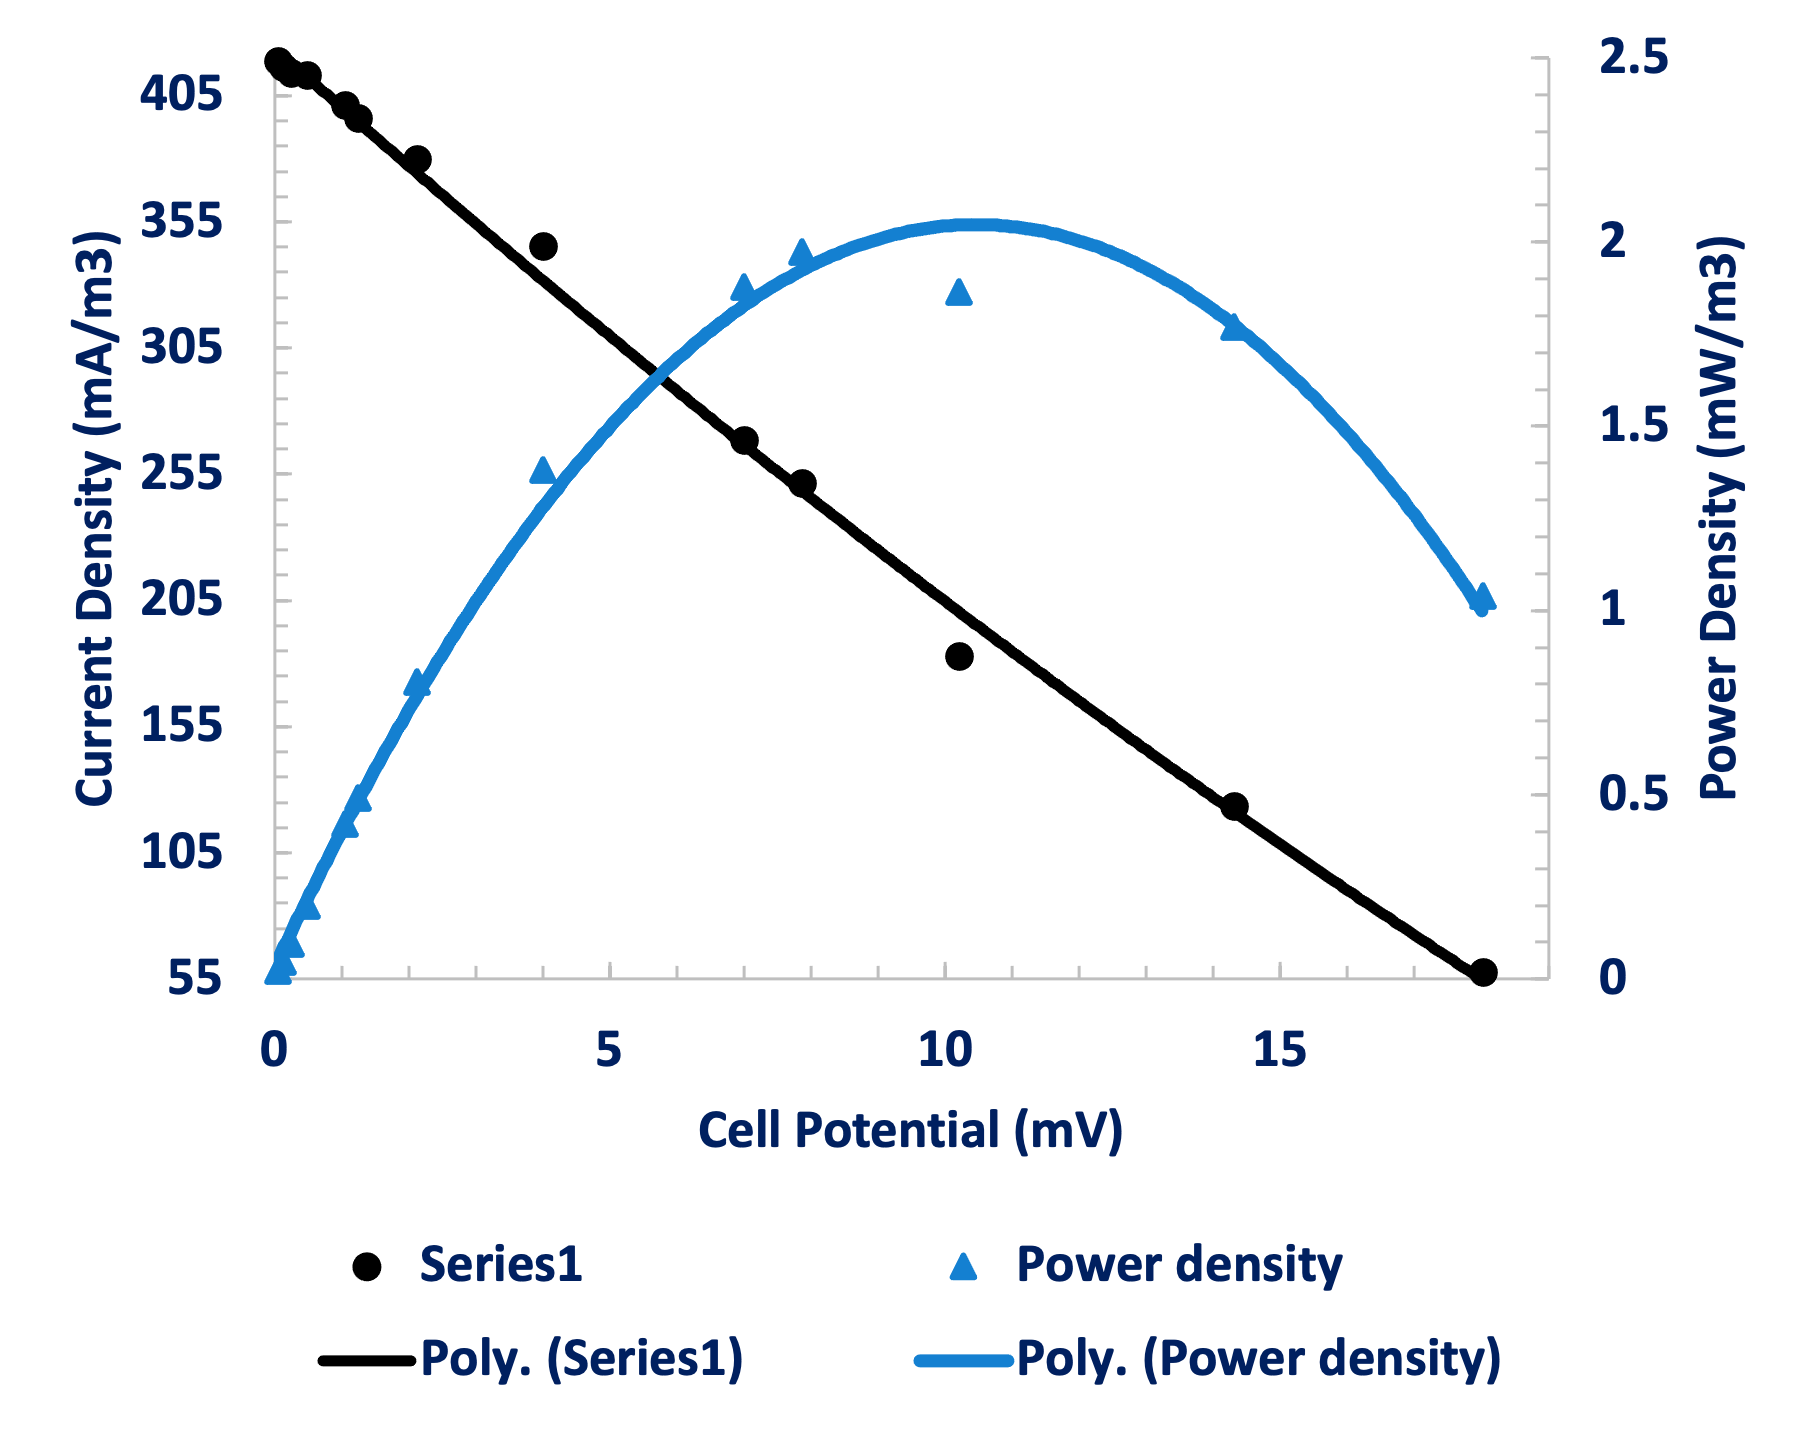 405
355
305
255
205
155
105
55
Current Density (mA/m3)
2.5
2
1.5
1
0.5
0
Power Density (mW/m3)
0 5 10 15
Cell Potential (mV)
Series1 Power density
Poly. (Series1) Poly. (Power density)